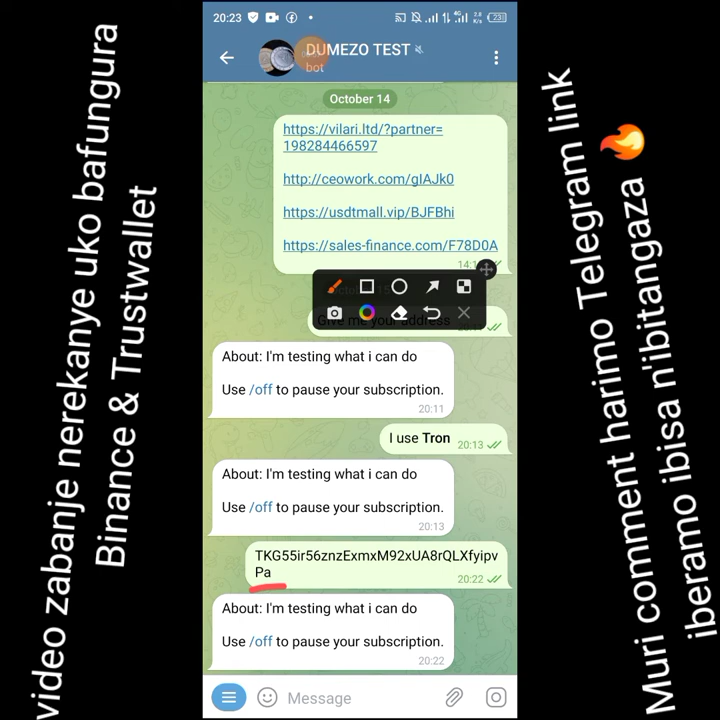 video zabanje nerekanye uko bafungura
Binance & Trustwallet
20:23
DUMEZO TEST
bot
October 14
https://vilari.ltd/?partner=
198284466597
http://ceowork.com/gIAJk0
https://usdtmall.vip/BJFBhi
https://sales-finance.com/F78D0A
Give me your address
About: I'm testing what i can do
Use /off to pause your subscription.
20:11
I use Tron
20:13
About: I'm testing what i can do
Use /off to pause your subscription.
20:13
TKG55ir56znzExmxM92xUA8rQLXfyipv
Pa
20:22
About: I'm testing what i can do
Use /off to pause your subscription.
20:22
Message
Muri comment harimo Telegram link
iberamo ibisa n'ibitangaza 🔥